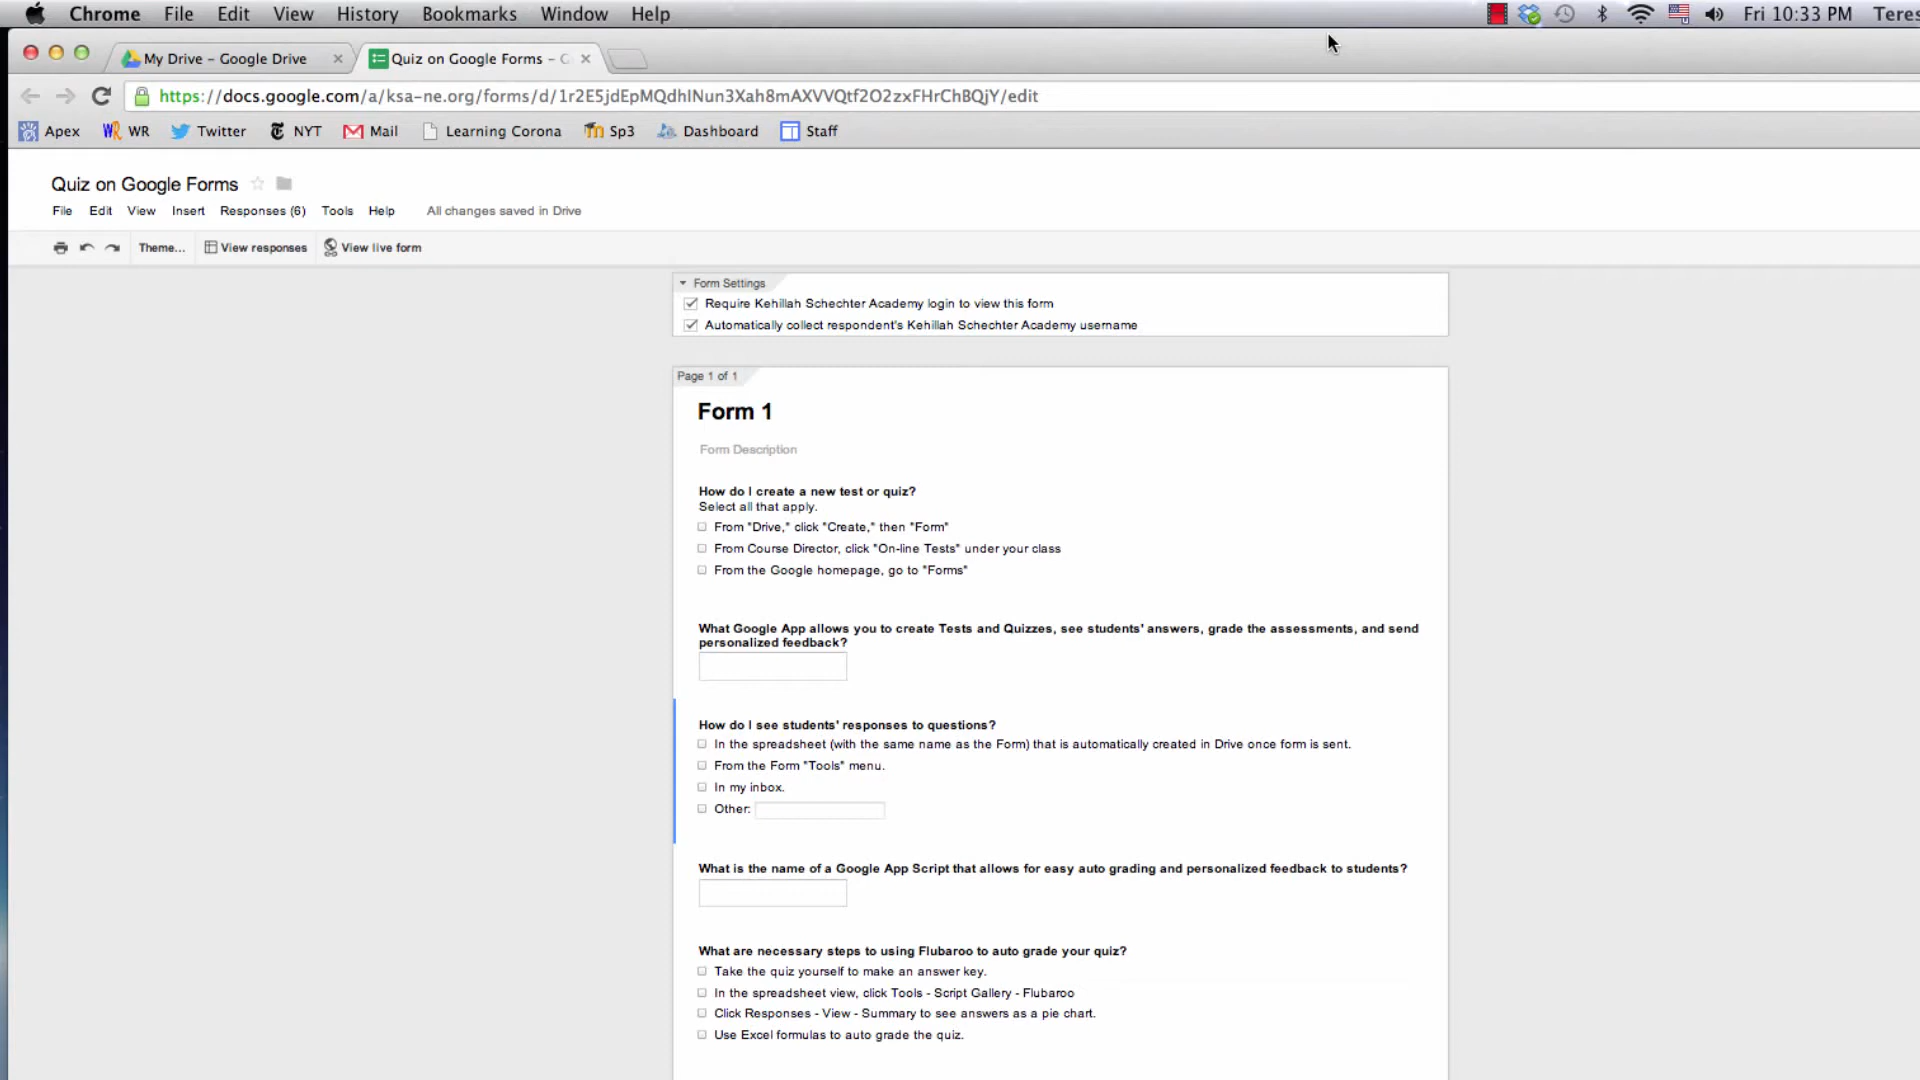 Chrome File Edit View History Bookmarks Window Help Fri 10:33 PM Teres
My Drive – Google Drive Quiz on Google Forms – G
https://docs.google.com/a/ksa-ne.org/forms/d/1r2E5jdEpMQdhINun3Xah8mAXVVQtf2O2zxFHrChBQjY/edit
Apex WR WR Twitter NYT Mail Learning Corona Sp3 Dashboard Staff
Quiz on Google Forms
File Edit View Insert Responses (6) Tools Help All changes saved in Drive
Theme... View responses View live form
Form Settings
Require Kehillah Schechter Academy login to view this form
Automatically collect respondent's Kehillah Schechter Academy username
Page 1 of 1
Form 1
Form Description
How do I create a new test or quiz?
Select all that apply.
From "Drive," click "Create," then "Form"
From Course Director, click "On-line Tests" under your class
From the Google homepage, go to "Forms"
What Google App allows you to create Tests and Quizzes, see students' answers, grade the assessments, and send
personalized feedback?
How do I see students' responses to questions?
In the spreadsheet (with the same name as the Form) that is automatically created in Drive once form is sent.
From the Form "Tools" menu.
In my inbox.
Other:
What is the name of a Google App Script that allows for easy auto grading and personalized feedback to students?
What are necessary steps to using Flubaroo to auto grade your quiz?
Take the quiz yourself to make an answer key.
In the spreadsheet view, click Tools - Script Gallery - Flubaroo
Click Responses - View - Summary to see answers as a pie chart.
Use Excel formulas to auto grade the quiz.